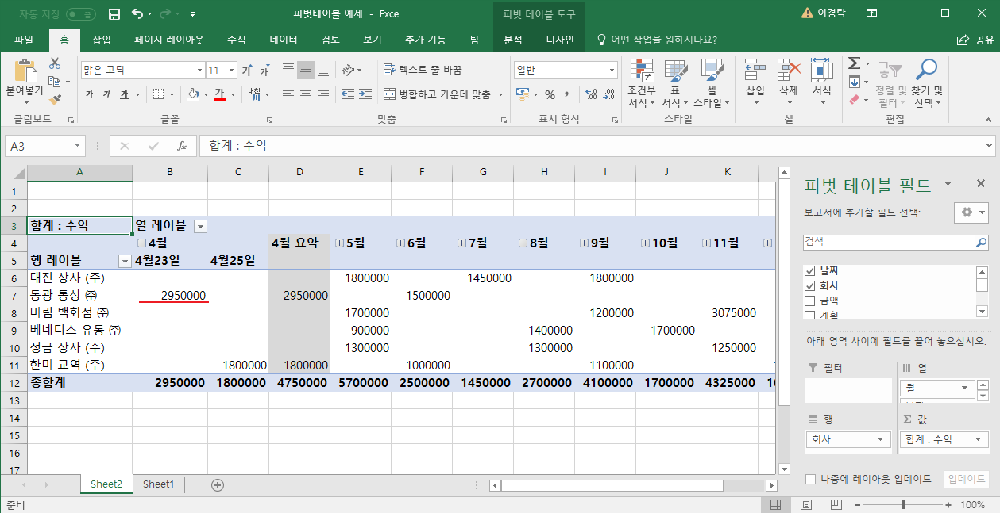 자동 저장 끔 피벗테이블 예제 - Excel 피벗 테이블 도구 이경락
파일 홈 삽입 페이지 레이아웃 수식 데이터 검토 보기 추가 기능 팀 분석 디자인 어떤 작업을 원하시나요? 공유
붙여넣기 맑은 고딕 11 가 가 텍스트 줄 바꿈 일반 조건부 서식 표 서식 셀 스타일 삽입 삭제 서식 정렬 및 필터 찾기 및 선택
가 가 가 가 내천 병합하고 가운데 맞춤 % , .00
클립보드 글꼴 맞춤 표시 형식 스타일 셀 편집
A3 fx 합계 : 수익
A B C D E F G H I J K
1
2
3 합계 : 수익 열 레이블
4 4월 4월 요약 5월 6월 7월 8월 9월 10월 11월
5 행 레이블 4월23일 4월25일
6 대진 상사 (주) 1800000 1450000 1800000
7 동광 통상 ㈜ 2950000 2950000 1500000
8 미림 백화점 ㈜ 1700000 1200000 3075000
9 베네디스 유통 ㈜ 900000 1400000 1700000
10 정금 상사 (주) 1300000 1300000 1250000
11 한미 교역 (주) 1800000 1800000 1000000 1100000
12 총합계 2950000 1800000 4750000 5700000 2500000 1450000 2700000 4100000 1700000 4325000
13
14
15
16
17
피벗 테이블 필드
보고서에 추가할 필드 선택:
검색
날짜
회사
금액
계획
아래 영역 사이에 필드를 끌어 놓으십시오.
필터 열
월
행 Σ 값
회사 합계 : 수익
나중에 레이아웃 업데이트 업데이트
Sheet2 Sheet1
준비 100%